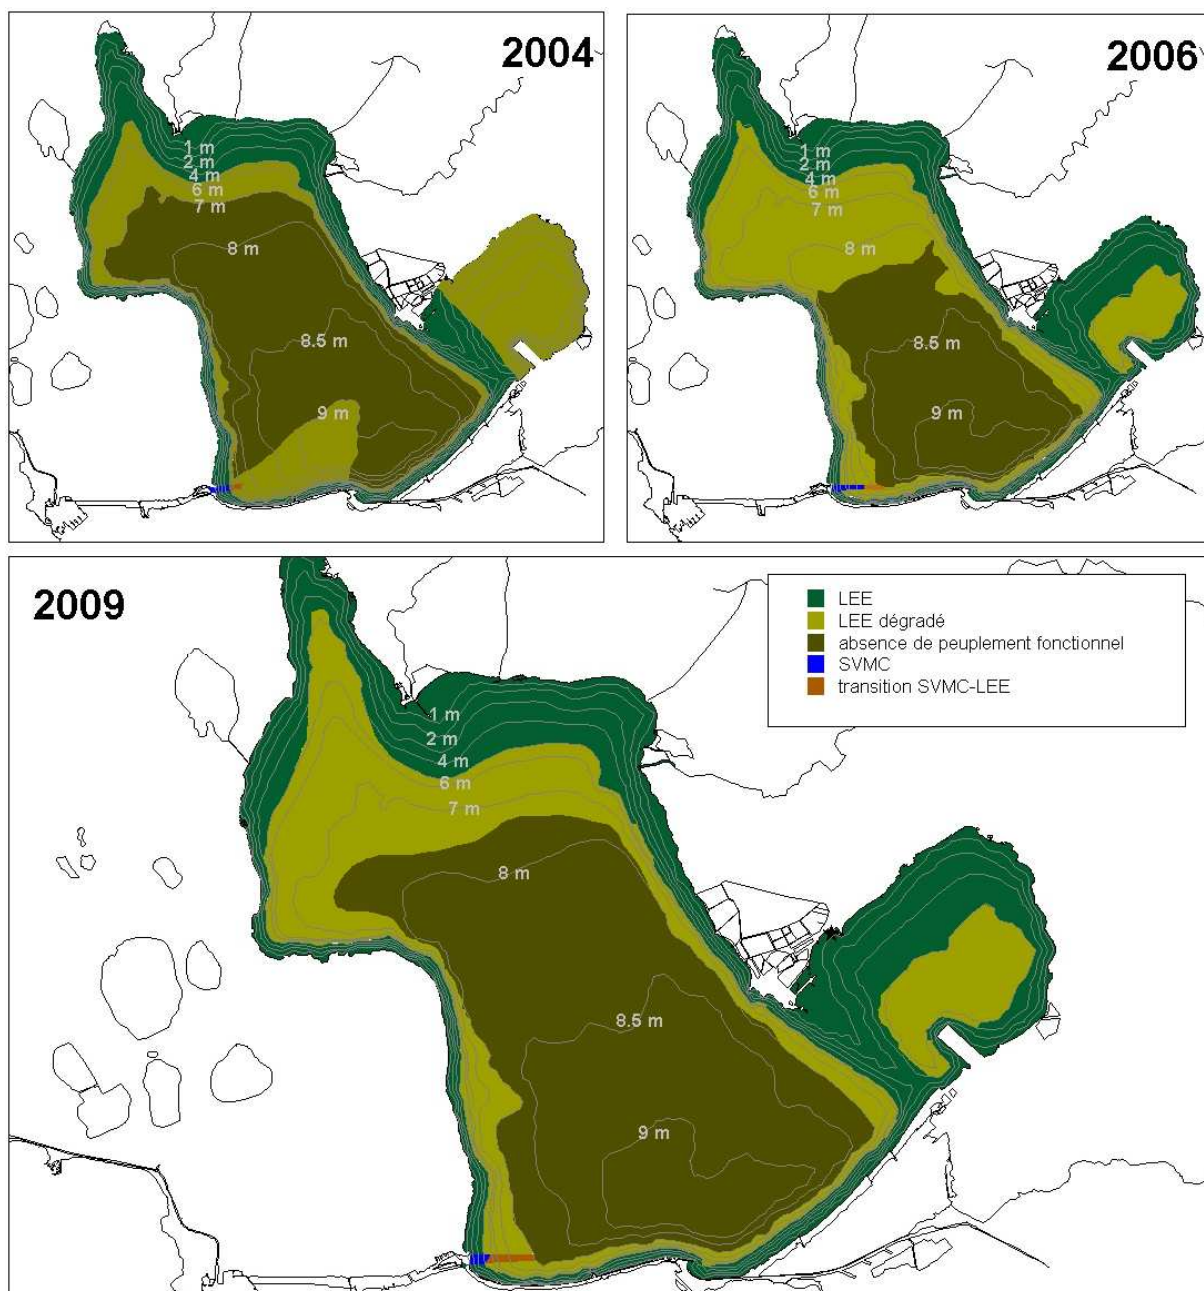 2004
1 m
2 m
4 m
6 m
7 m
8 m
8.5 m
9 m
2006
1 m
2 m
4 m
6 m
7 m
8 m
8.5 m
9 m
2009
LEE
LEE dégradé
absence de peuplement fonctionnel
SVMC
transition SVMC-LEE
1 m
2 m
4 m
6 m
7 m
8 m
8.5 m
9 m